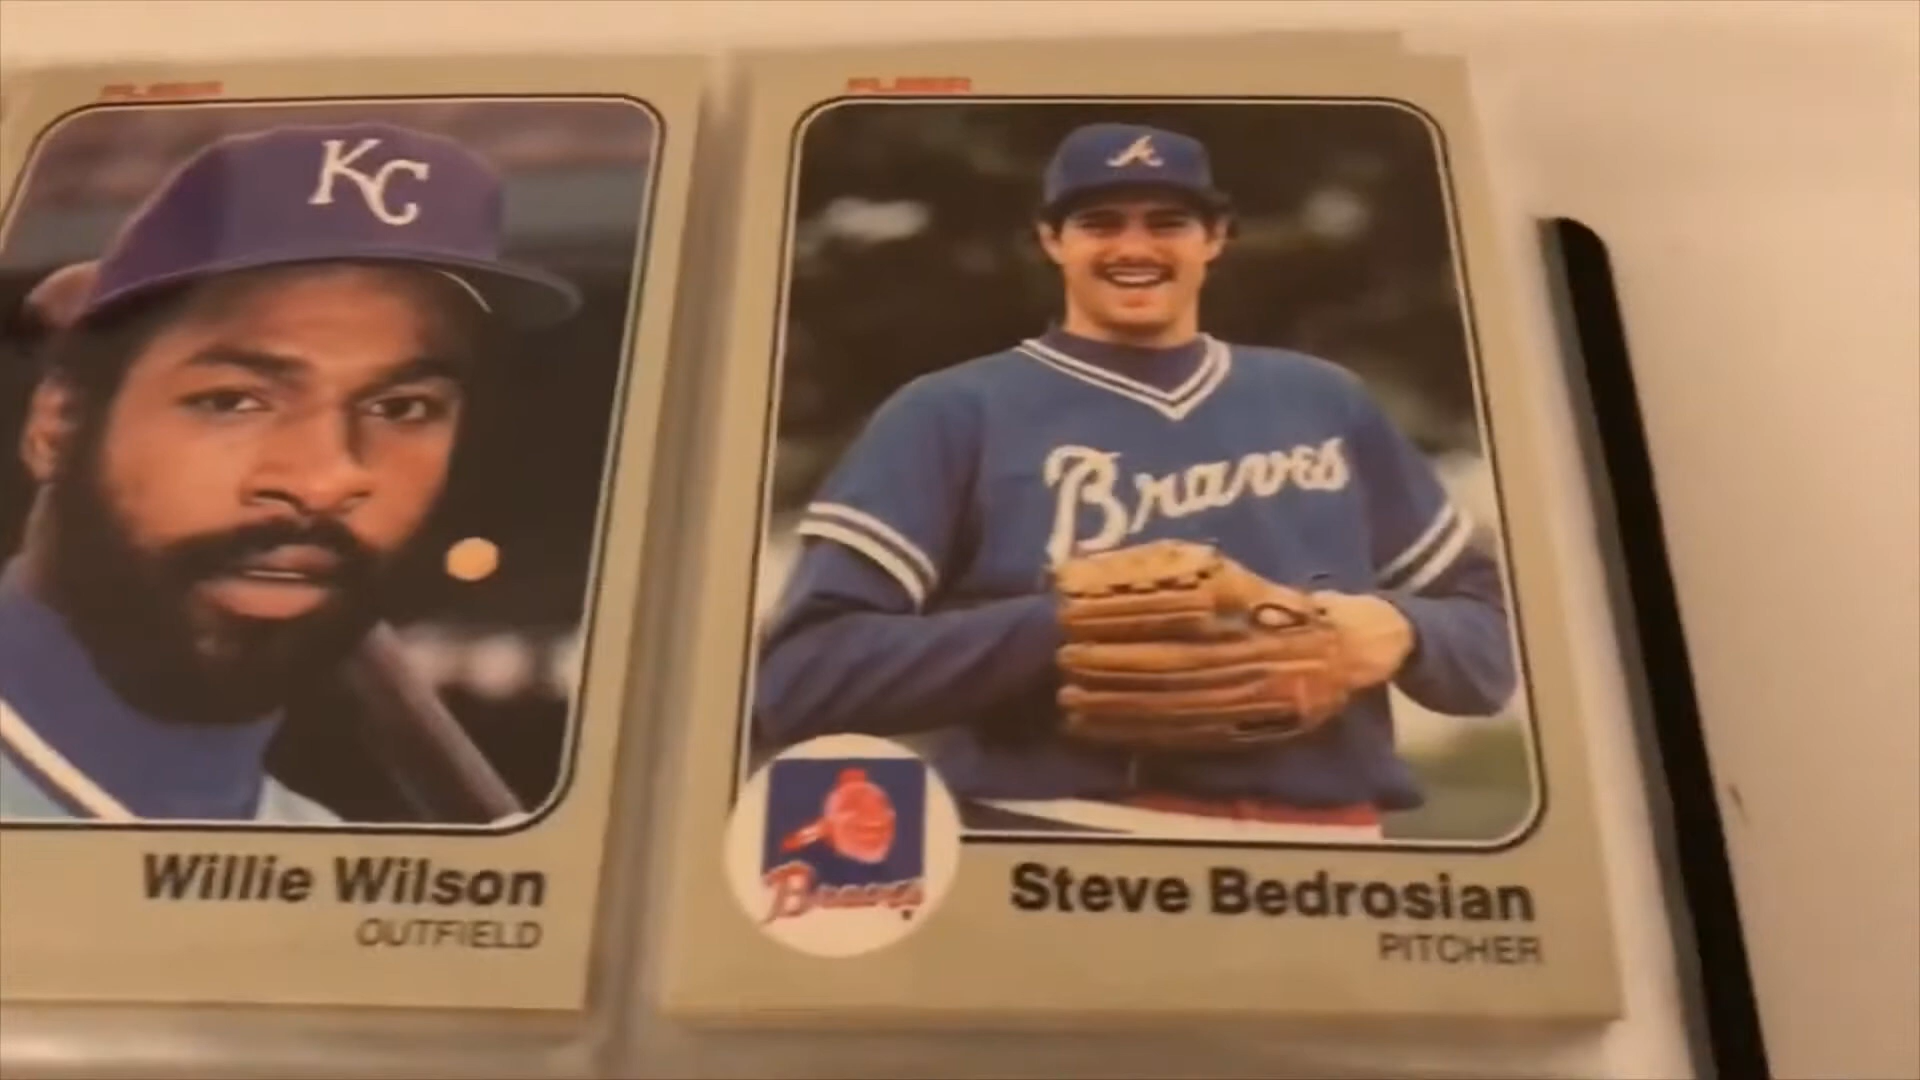 FLEER
KC
Willie Wilson
OUTFIELD
FLEER
A
Braves
Braves
Steve Bedrosian
PITCHER